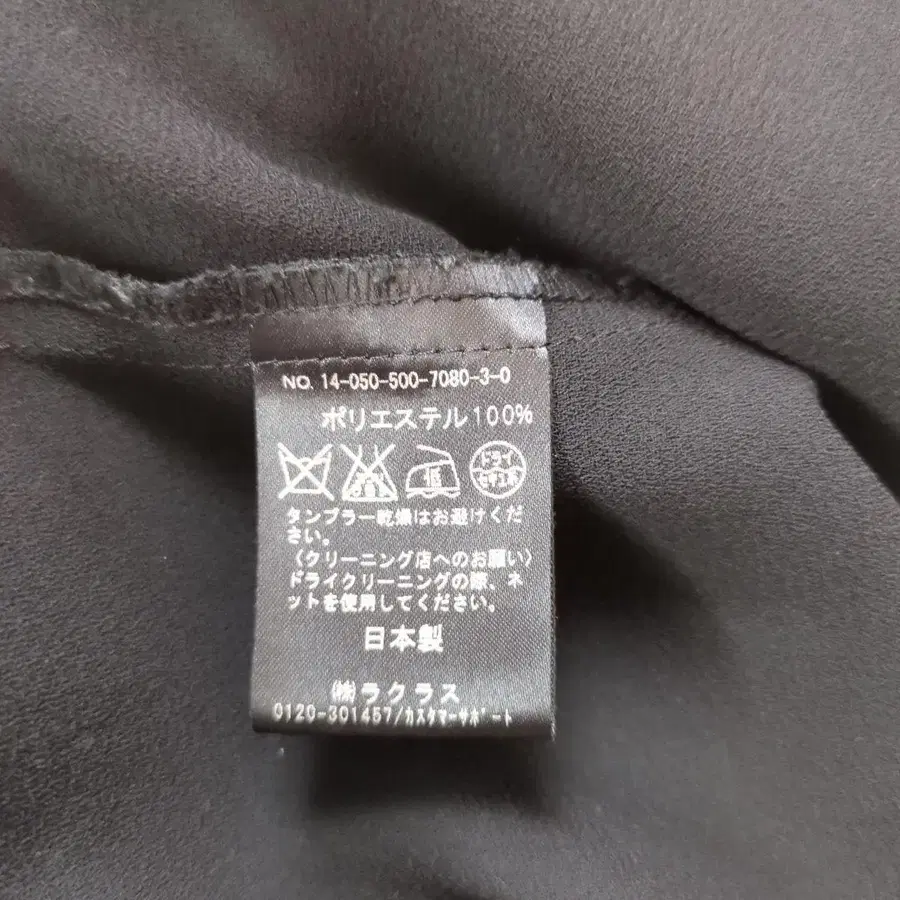 NO. 14-050-500-7080-3-0
ポリエステル100%
ドライ
タンブラー乾燥はお避けくだ
さい。
〈クリーニング店へのお願い〉
ドライクリーニングの際、ネ
ットを使用してください。
日本製
㈱ラクラス
0120-301457/ｶｽﾀﾏｰｻﾎﾟｰﾄ